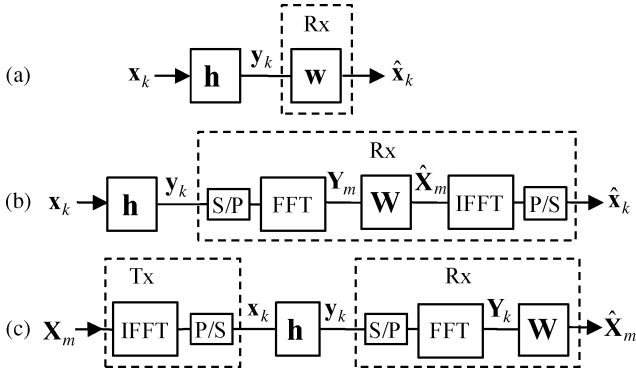 Rx
(a) x_k h y_k w x̂_k
Rx
(b) x_k h y_k S/P FFT Y_m W X̂_m IFFT P/S x̂_k
Tx Rx
(c) X_m IFFT P/S x_k h y_k S/P FFT Y_k W X̂_m